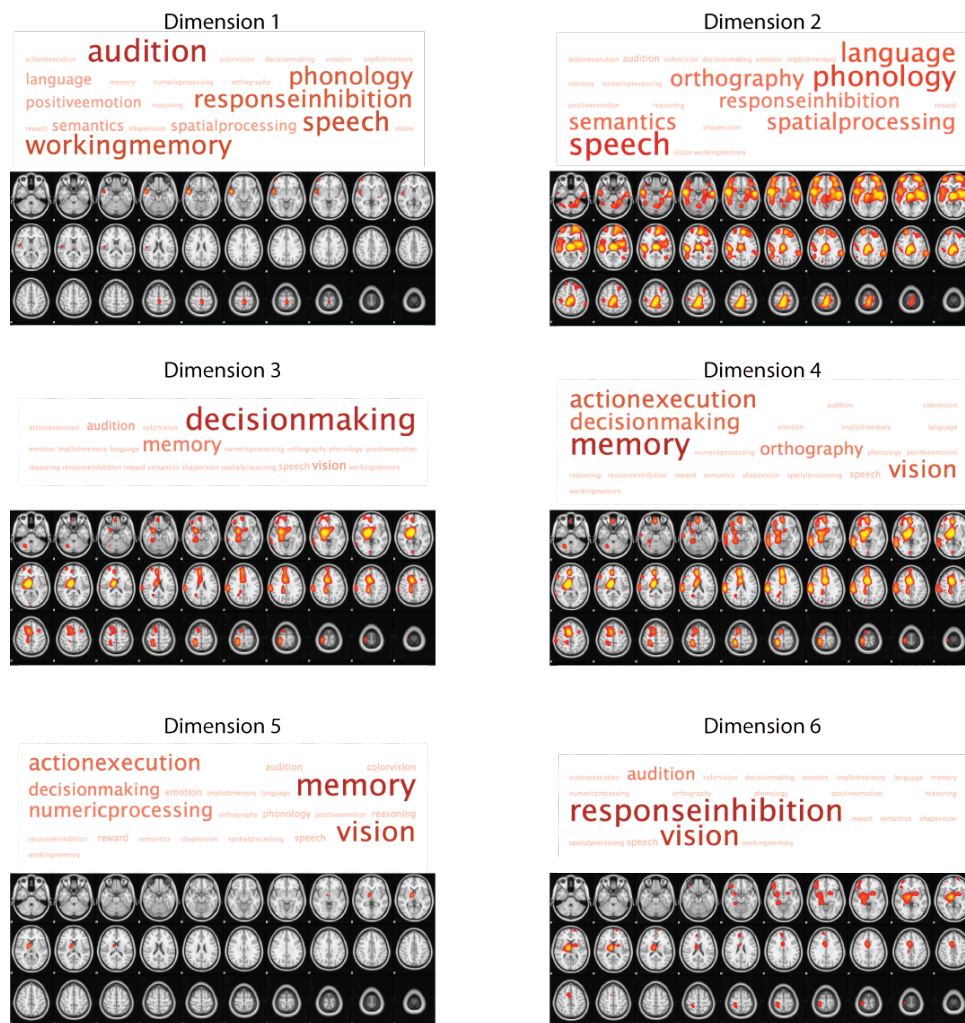 Dimension 1
actionexecution audition colorvision decisionmaking emotion implicitmemory
language memory numericprocessing orthography phonology
positiveemotion reasoning responseinhibition
reward semantics shapevision spatialprocessing speech vision
workingmemory
Dimension 2
actionexecution audition colorvision decisionmaking emotion implicitmemory language
memory numericprocessing orthography phonology
positiveemotion reasoning responseinhibition reward
semantics shapevision spatialprocessing
speech vision workingmemory
Dimension 3
actionexecution audition colorvision decisionmaking
emotion implicitmemory language memory numericprocessing orthography phonology positiveemotion
reasoning responseinhibition reward semantics shapevision spatialprocessing speech vision workingmemory
Dimension 4
actionexecution audition colorvision
decisionmaking emotion implicitmemory language
memory numericprocessing orthography phonology positiveemotion
reasoning responseinhibition reward semantics shapevision spatialprocessing speech vision
workingmemory
Dimension 5
actionexecution audition colorvision
decisionmaking emotion implicitmemory language memory
numericprocessing orthography phonology positiveemotion reasoning
responseinhibition reward semantics shapevision spatialprocessing speech vision
workingmemory
Dimension 6
actionexecution audition colorvision decisionmaking emotion implicitmemory language memory
numericprocessing orthography phonology positiveemotion reasoning
responseinhibition reward semantics shapevision
spatialprocessing speech vision workingmemory